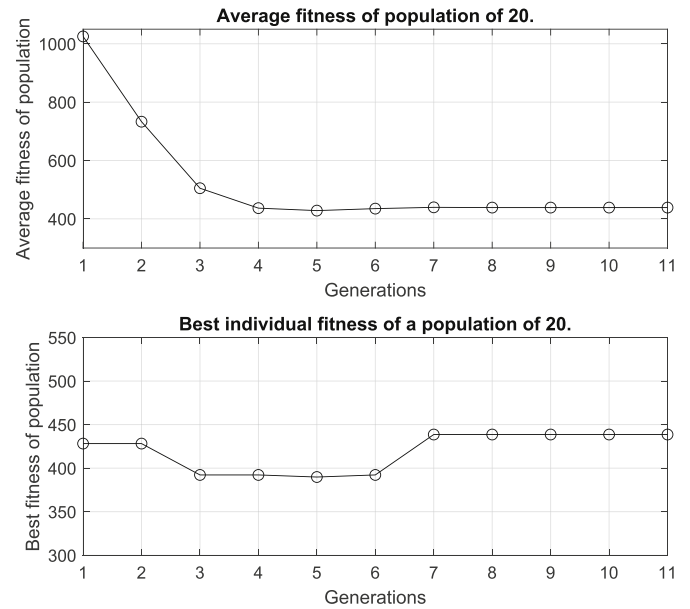 Average fitness of population of 20.
Average fitness of population
1000
800
600
400
1 2 3 4 5 6 7 8 9 10 11
Generations
Best individual fitness of a population of 20.
Best fitness of population
550
500
450
400
350
300
1 2 3 4 5 6 7 8 9 10 11
Generations